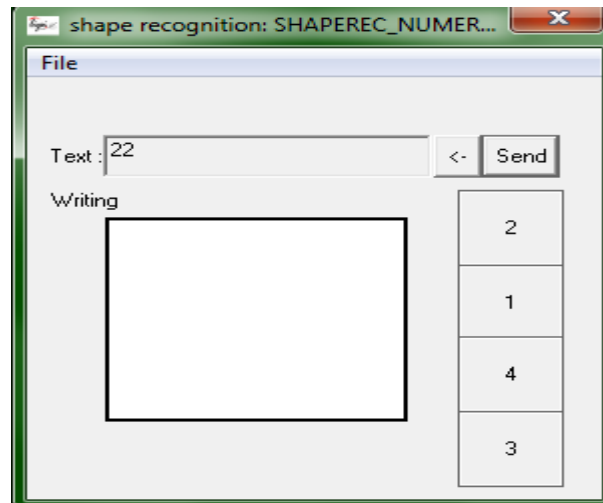 shape recognition: SHAPEREC_NUMER...
File
Text : 22 <- Send
Writing
2
1
4
3